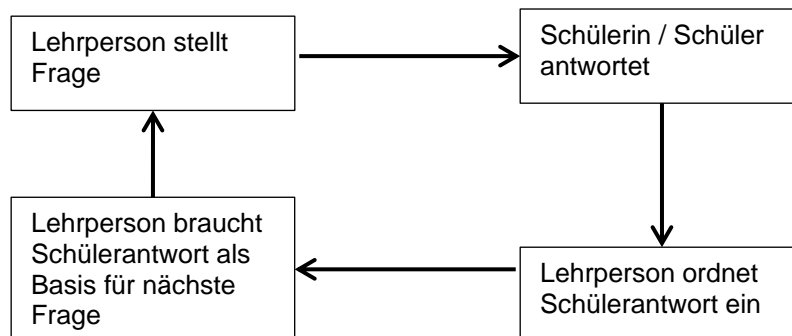 Lehrperson stellt
Frage
Schülerin / Schüler
antwortet
Lehrperson braucht
Schülerantwort als
Basis für nächste
Frage
Lehrperson ordnet
Schülerantwort ein